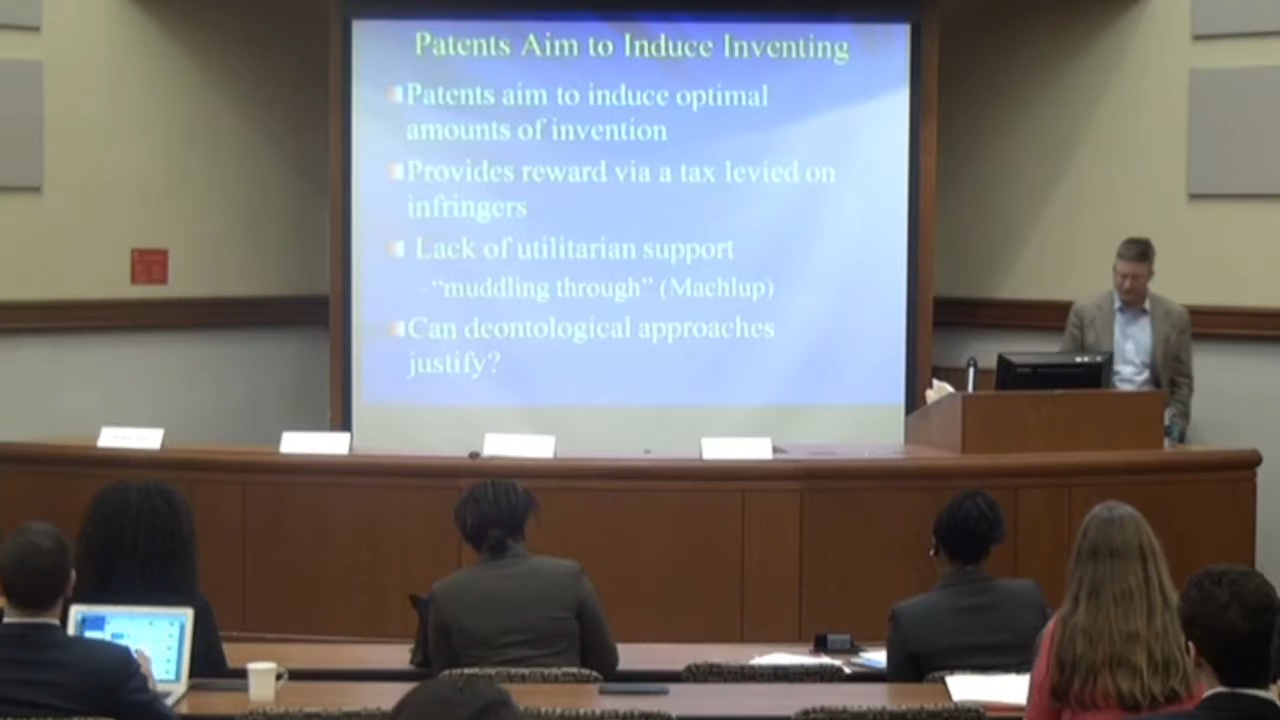 Patents Aim to Induce Inventing
Patents aim to induce optimal
amounts of invention
Provides reward via a tax levied on
infringers
Lack of utilitarian support
- "muddling through" (Machlup)
Can deontological approaches
justify?